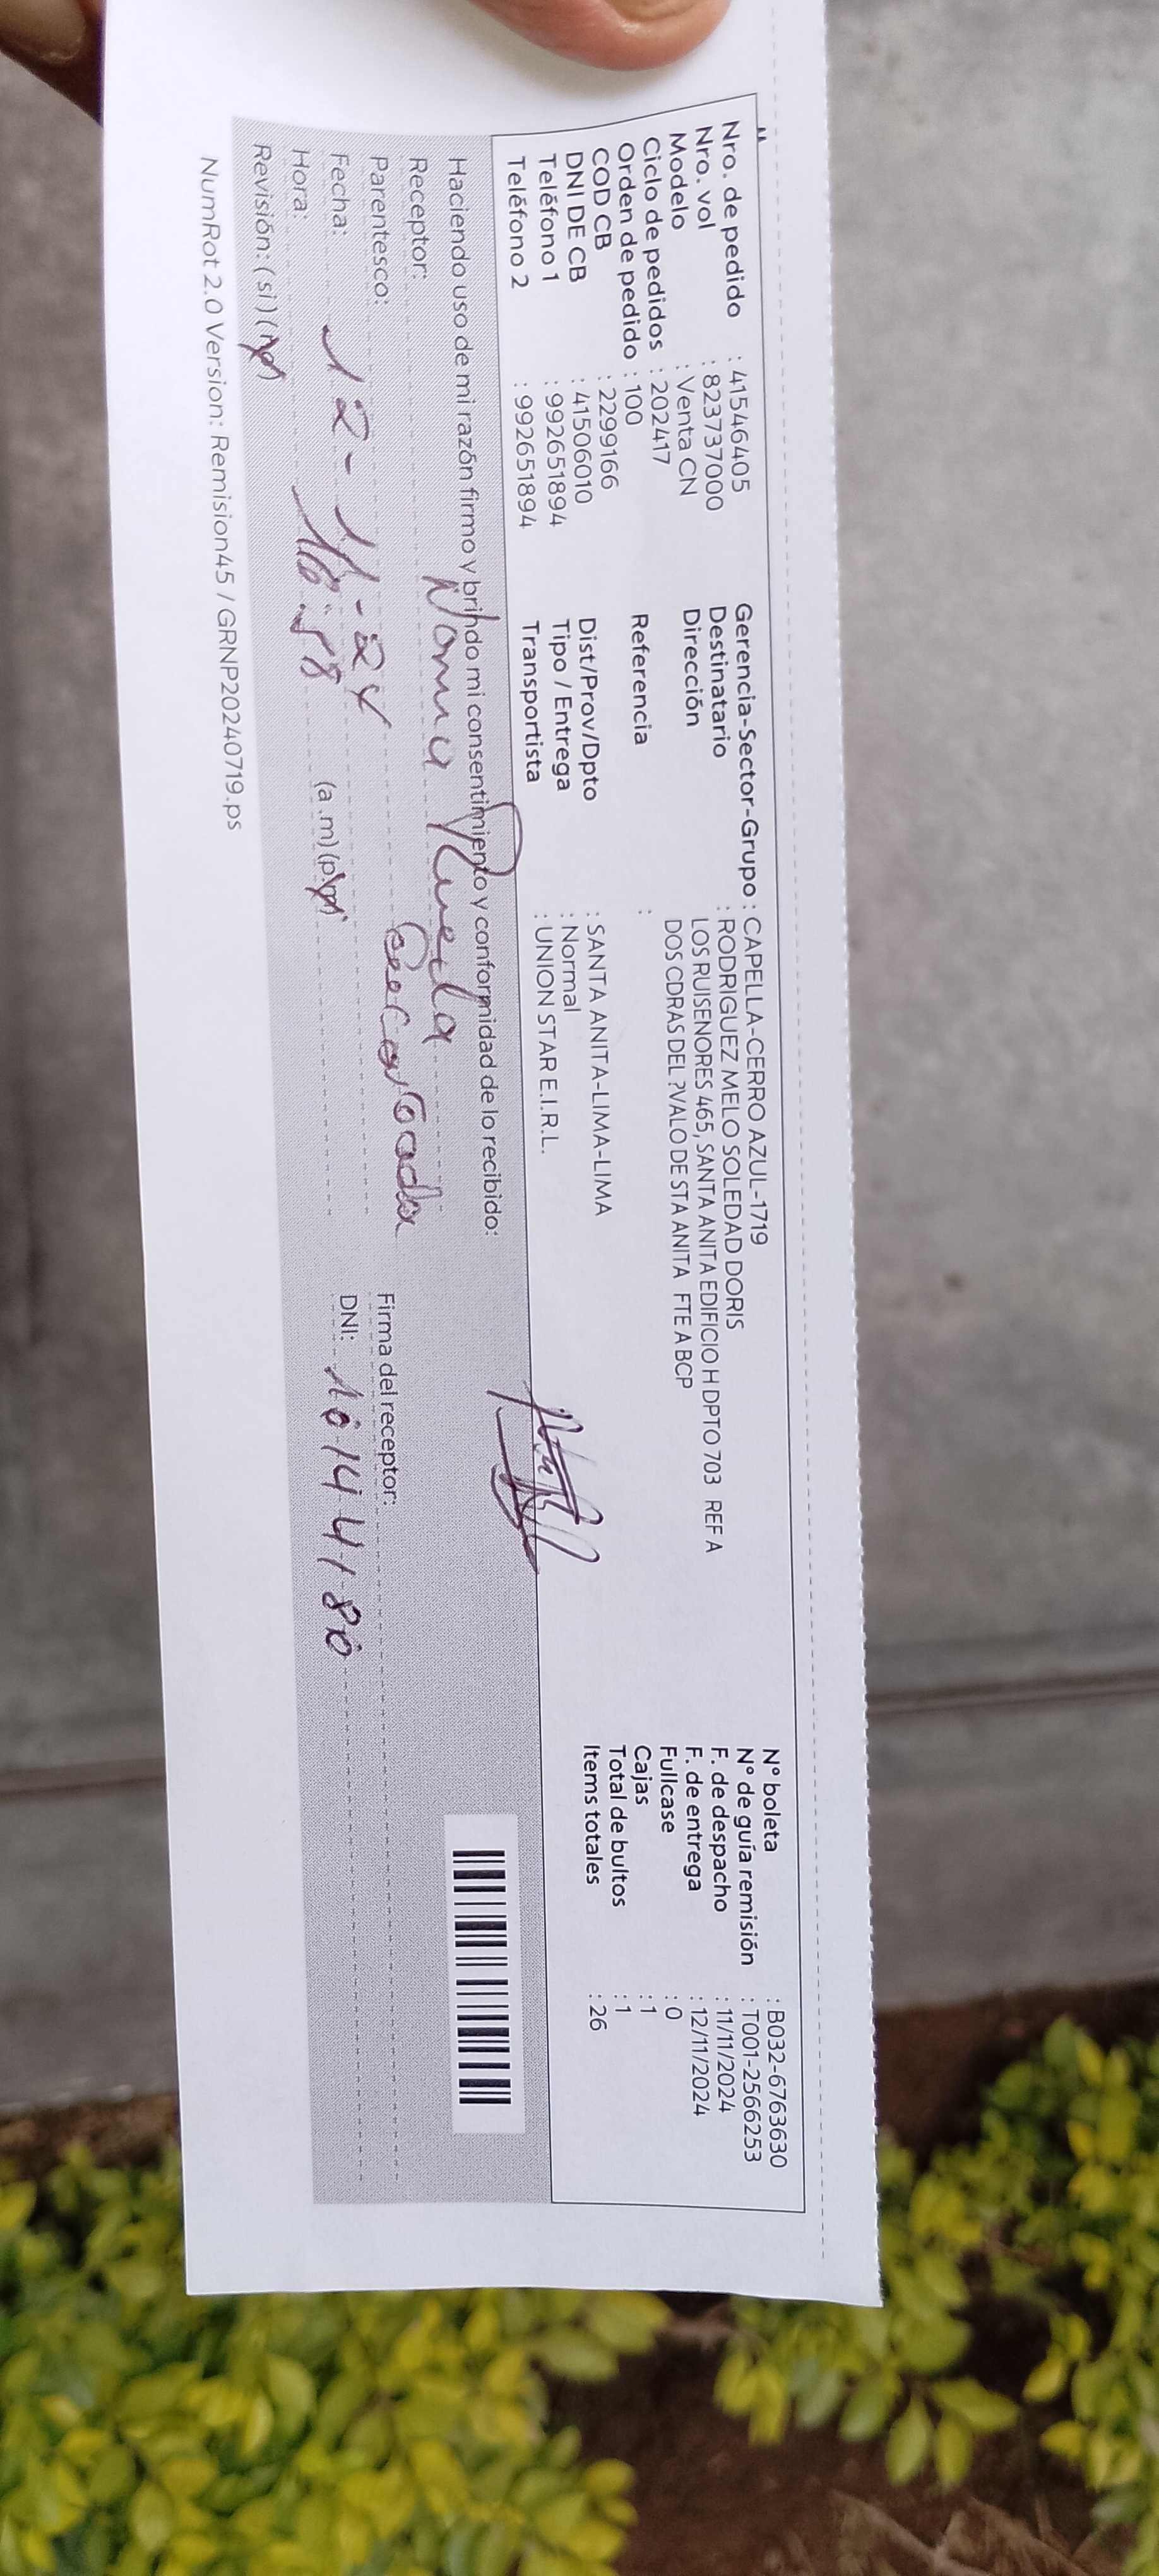 Nro. de pedido : 41546405
Nro. vol : 823737000
Modelo : Venta CN
Ciclo de pedidos : 202417
Orden de pedido : 100
COD CB : 2299166
DNI DE CB : 41506010
Teléfono 1 : 992651894
Teléfono 2 : 992651894
Gerencia-Sector-Grupo : CAPELLA-CERRO AZUL-1719
Destinatario : RODRIGUEZ MELO SOLEDAD DORIS
Dirección LOS RUISENORES 465, SANTA ANITA EDIFICIO H DPTO 703 REF A
DOS CDRAS DEL ?VALO DE STA ANITA FTE A BCP
Referencia :
Dist/Prov/Dpto : SANTA ANITA-LIMA-LIMA
Tipo / Entrega : Normal
Transportista : UNION STAR E.I.R.L.
N° boleta : B032-6763630
N° de guía remisión : T001-2566253
F. de despacho : 11/11/2024
F. de entrega : 12/11/2024
Fullcase : 0
Cajas : 1
Total de bultos : 1
Items totales : 26
Haciendo uso de mi razón firmo y brindo mi consentimiento y conformidad de lo recibido:
Receptor:
Parentesco:
Fecha: 12-11-24
Hora: 16:58 (a.m)(p.m)
Revisión: (si)(no)
Firma del receptor:
DNI: 10144180
NumRot 2.0 Version: Remision45 / GRNP20240719.ps